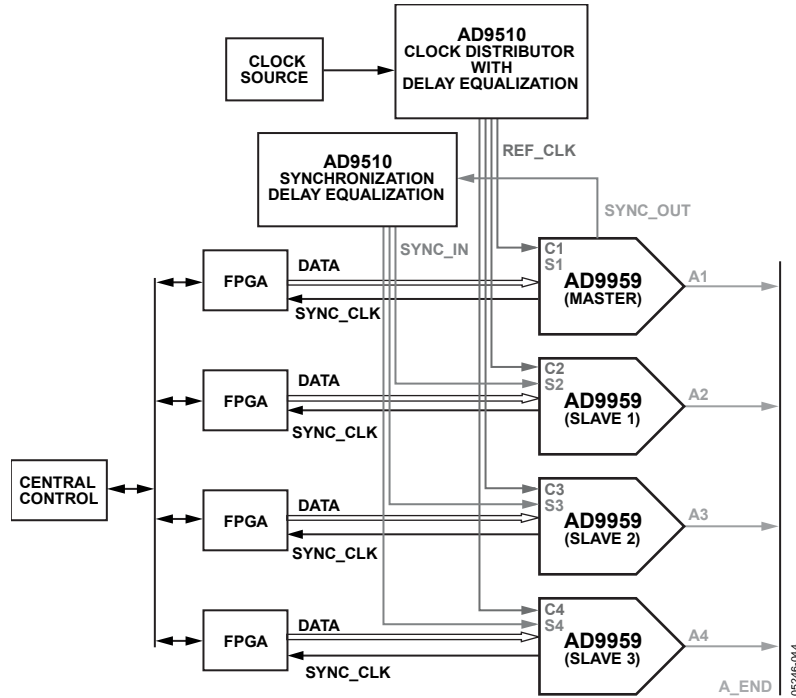 AD9510
CLOCK DISTRIBUTOR
WITH
DELAY EQUALIZATION
CLOCK
SOURCE
REF_CLK
AD9510
SYNCHRONIZATION
DELAY EQUALIZATION
SYNC_OUT
SYNC_IN
C1
S1
DATA
FPGA
AD9959
(MASTER)
A1
SYNC_CLK
C2
S2
DATA
FPGA
AD9959
(SLAVE 1)
A2
SYNC_CLK
CENTRAL
CONTROL
C3
S3
DATA
FPGA
AD9959
(SLAVE 2)
A3
SYNC_CLK
C4
S4
DATA
FPGA
AD9959
(SLAVE 3)
A4
SYNC_CLK
A_END
05246-044